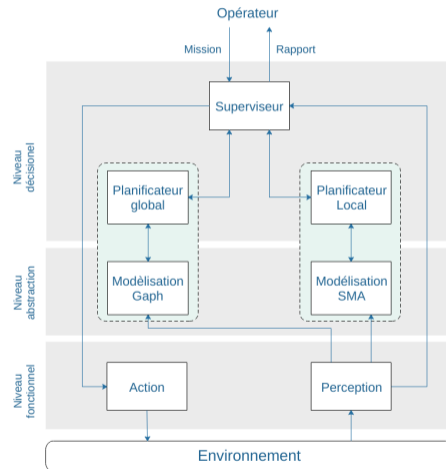 Opérateur
Mission
Rapport
Superviseur
Niveau
décisionel
Planificateur
global
Planificateur
Local
Niveau
abstraction
Modèlisation
Gaph
Modélisation
SMA
Niveau
fonctionnel
Action
Perception
Environnement